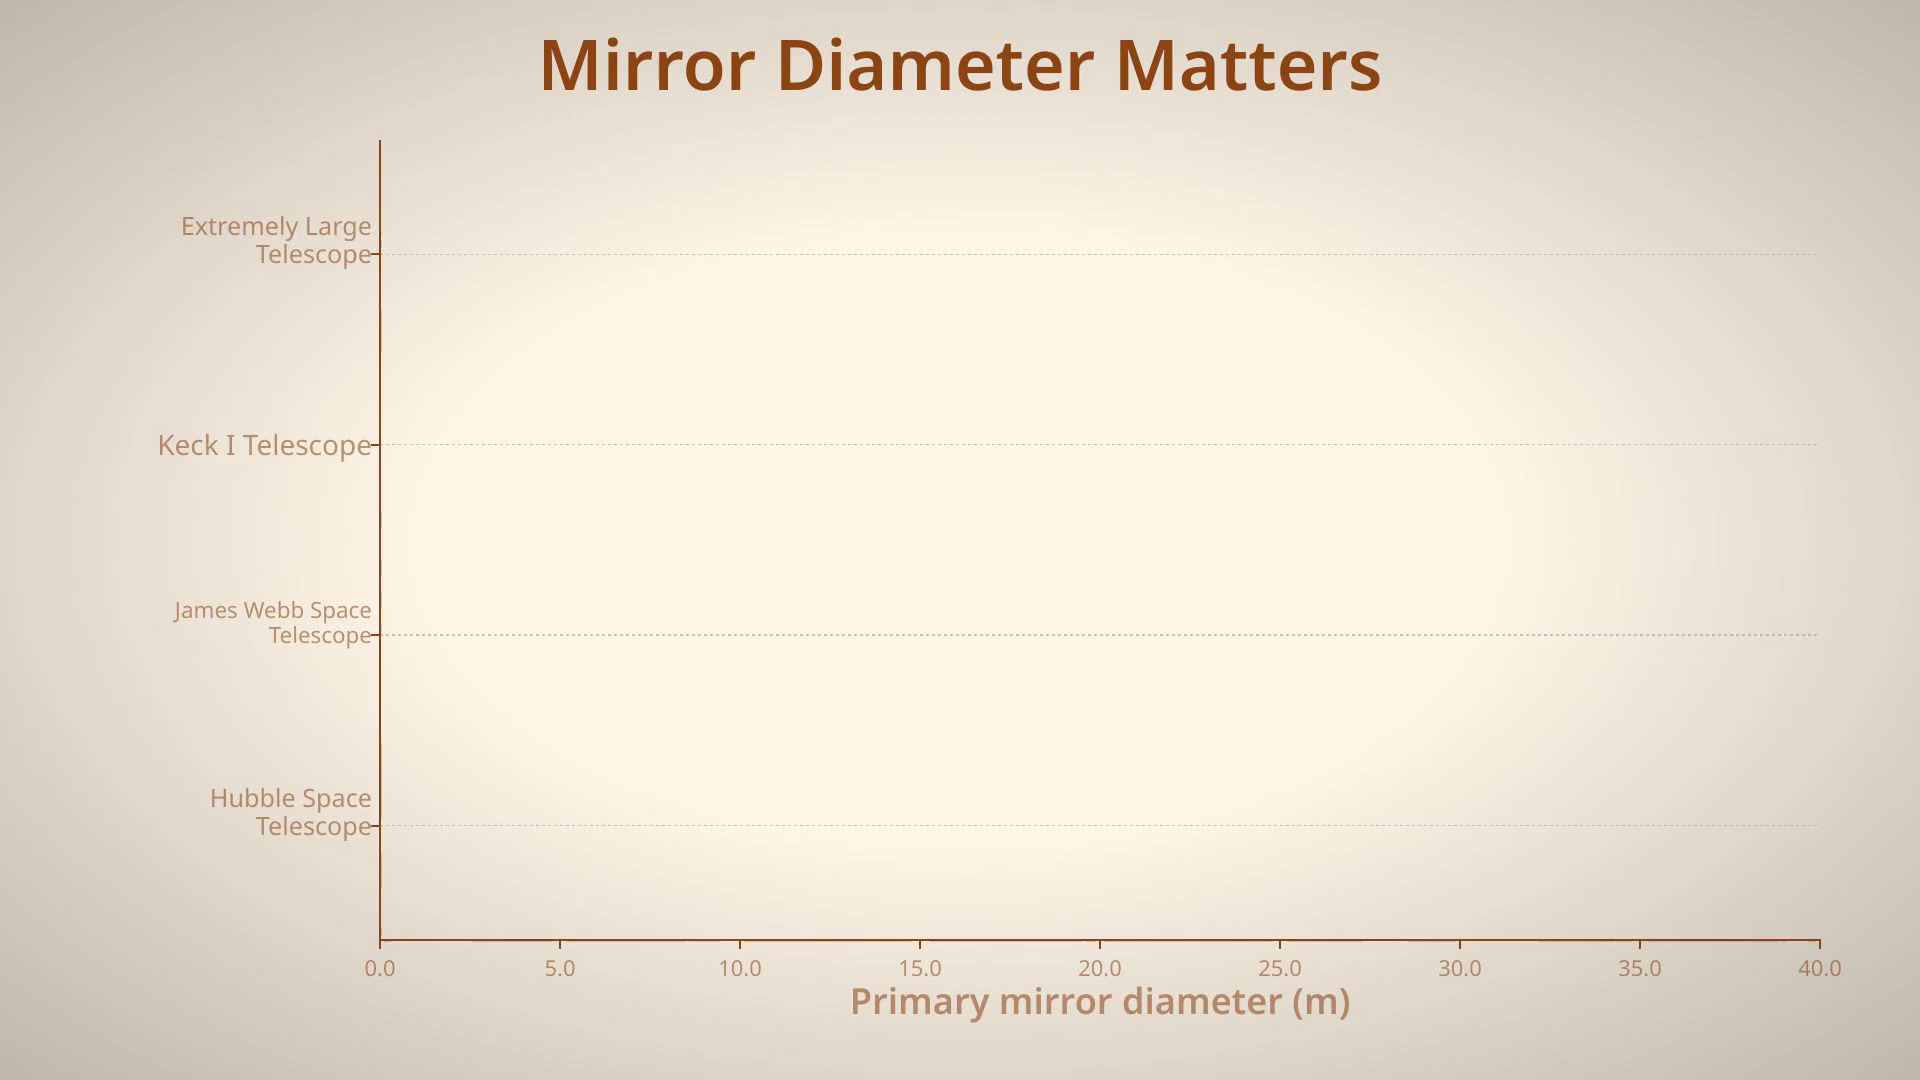 Mirror Diameter Matters
Extremely Large
Telescope
Keck I Telescope
James Webb Space
Telescope
Hubble Space
Telescope
0.0 5.0 10.0 15.0 20.0 25.0 30.0 35.0 40.0
Primary mirror diameter (m)